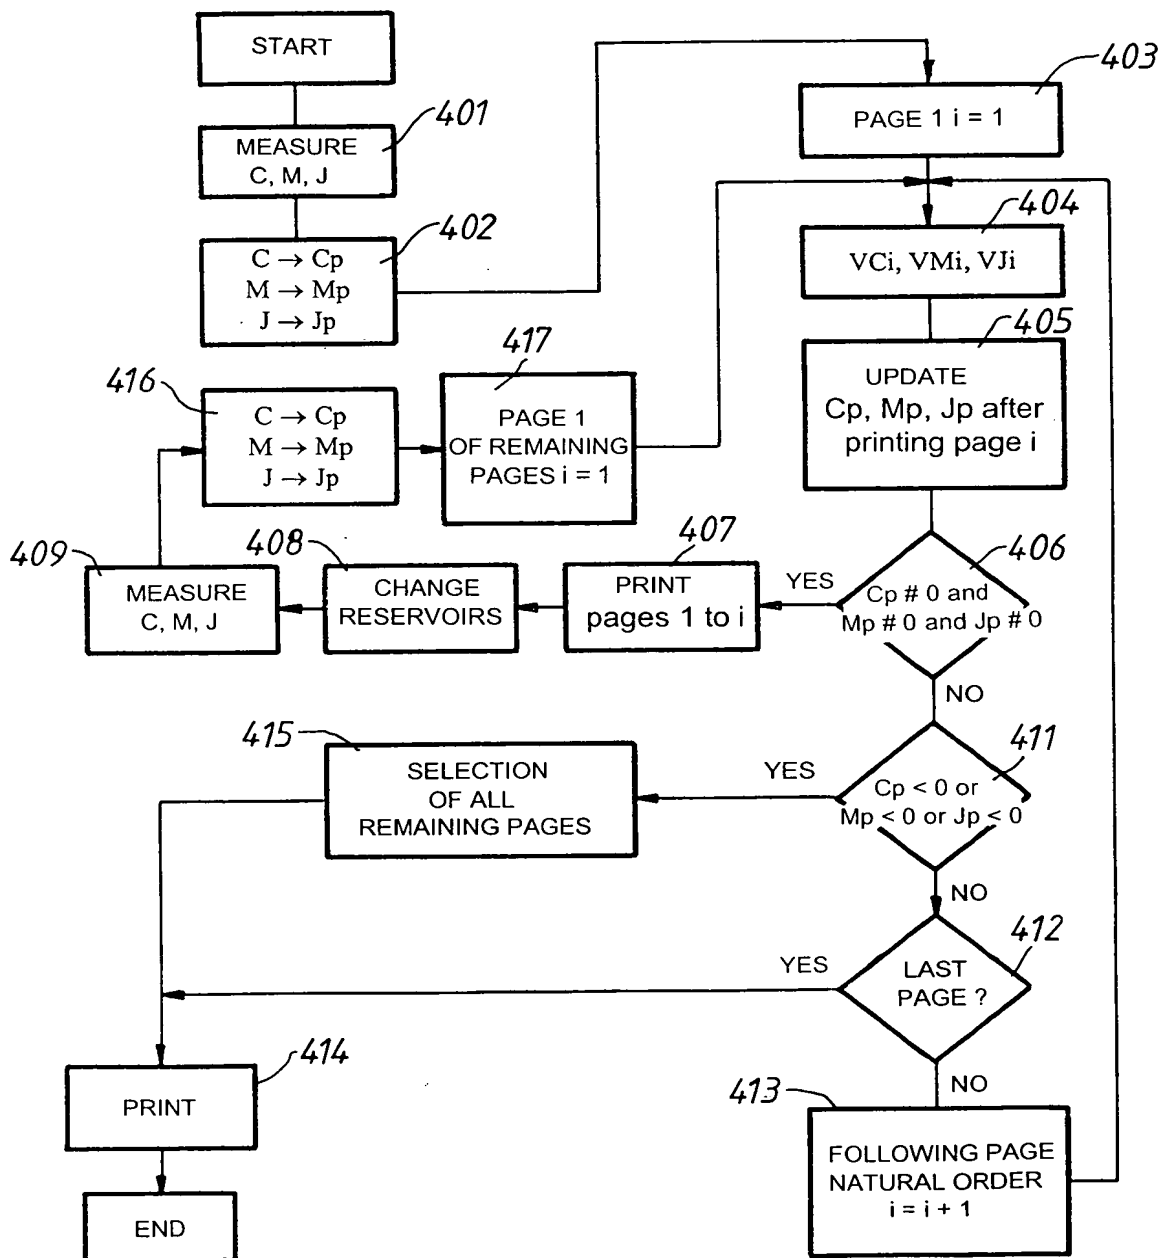 START
401
MEASURE
C, M, J
402
C → Cp
M → Mp
J → Jp
403
PAGE 1 i = 1
404
VCi, VMi, VJi
405
UPDATE
Cp, Mp, Jp after
printing page i
406
Cp # 0 and
Mp # 0 and Jp # 0
YES
NO
407
PRINT
pages 1 to i
408
CHANGE
RESERVOIRS
409
MEASURE
C, M, J
416
C → Cp
M → Mp
J → Jp
417
PAGE 1
OF REMAINING
PAGES i = 1
411
Cp < 0 or
Mp < 0 or Jp < 0
YES
NO
415
SELECTION
OF ALL
REMAINING PAGES
412
LAST
PAGE ?
YES
NO
413
FOLLOWING PAGE
NATURAL ORDER
i = i + 1
414
PRINT
END